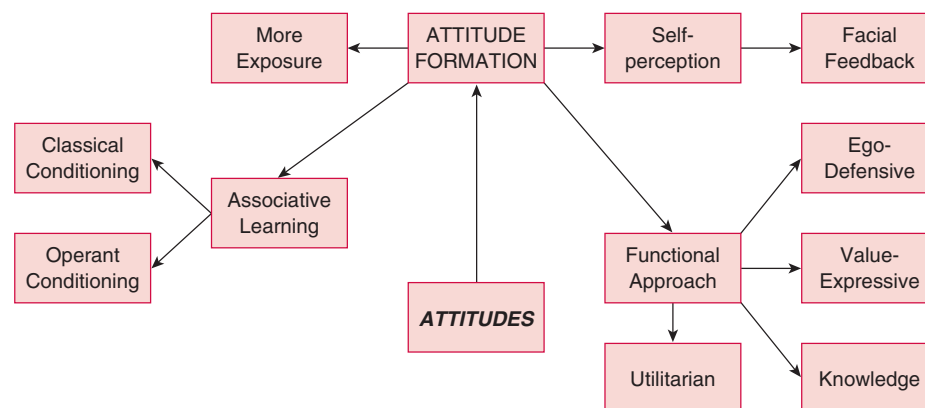 More
Exposure
ATTITUDE
FORMATION
Self-
perception
Facial
Feedback
Classical
Conditioning
Associative
Learning
Operant
Conditioning
ATTITUDES
Functional
Approach
Ego-
Defensive
Value-
Expressive
Utilitarian
Knowledge